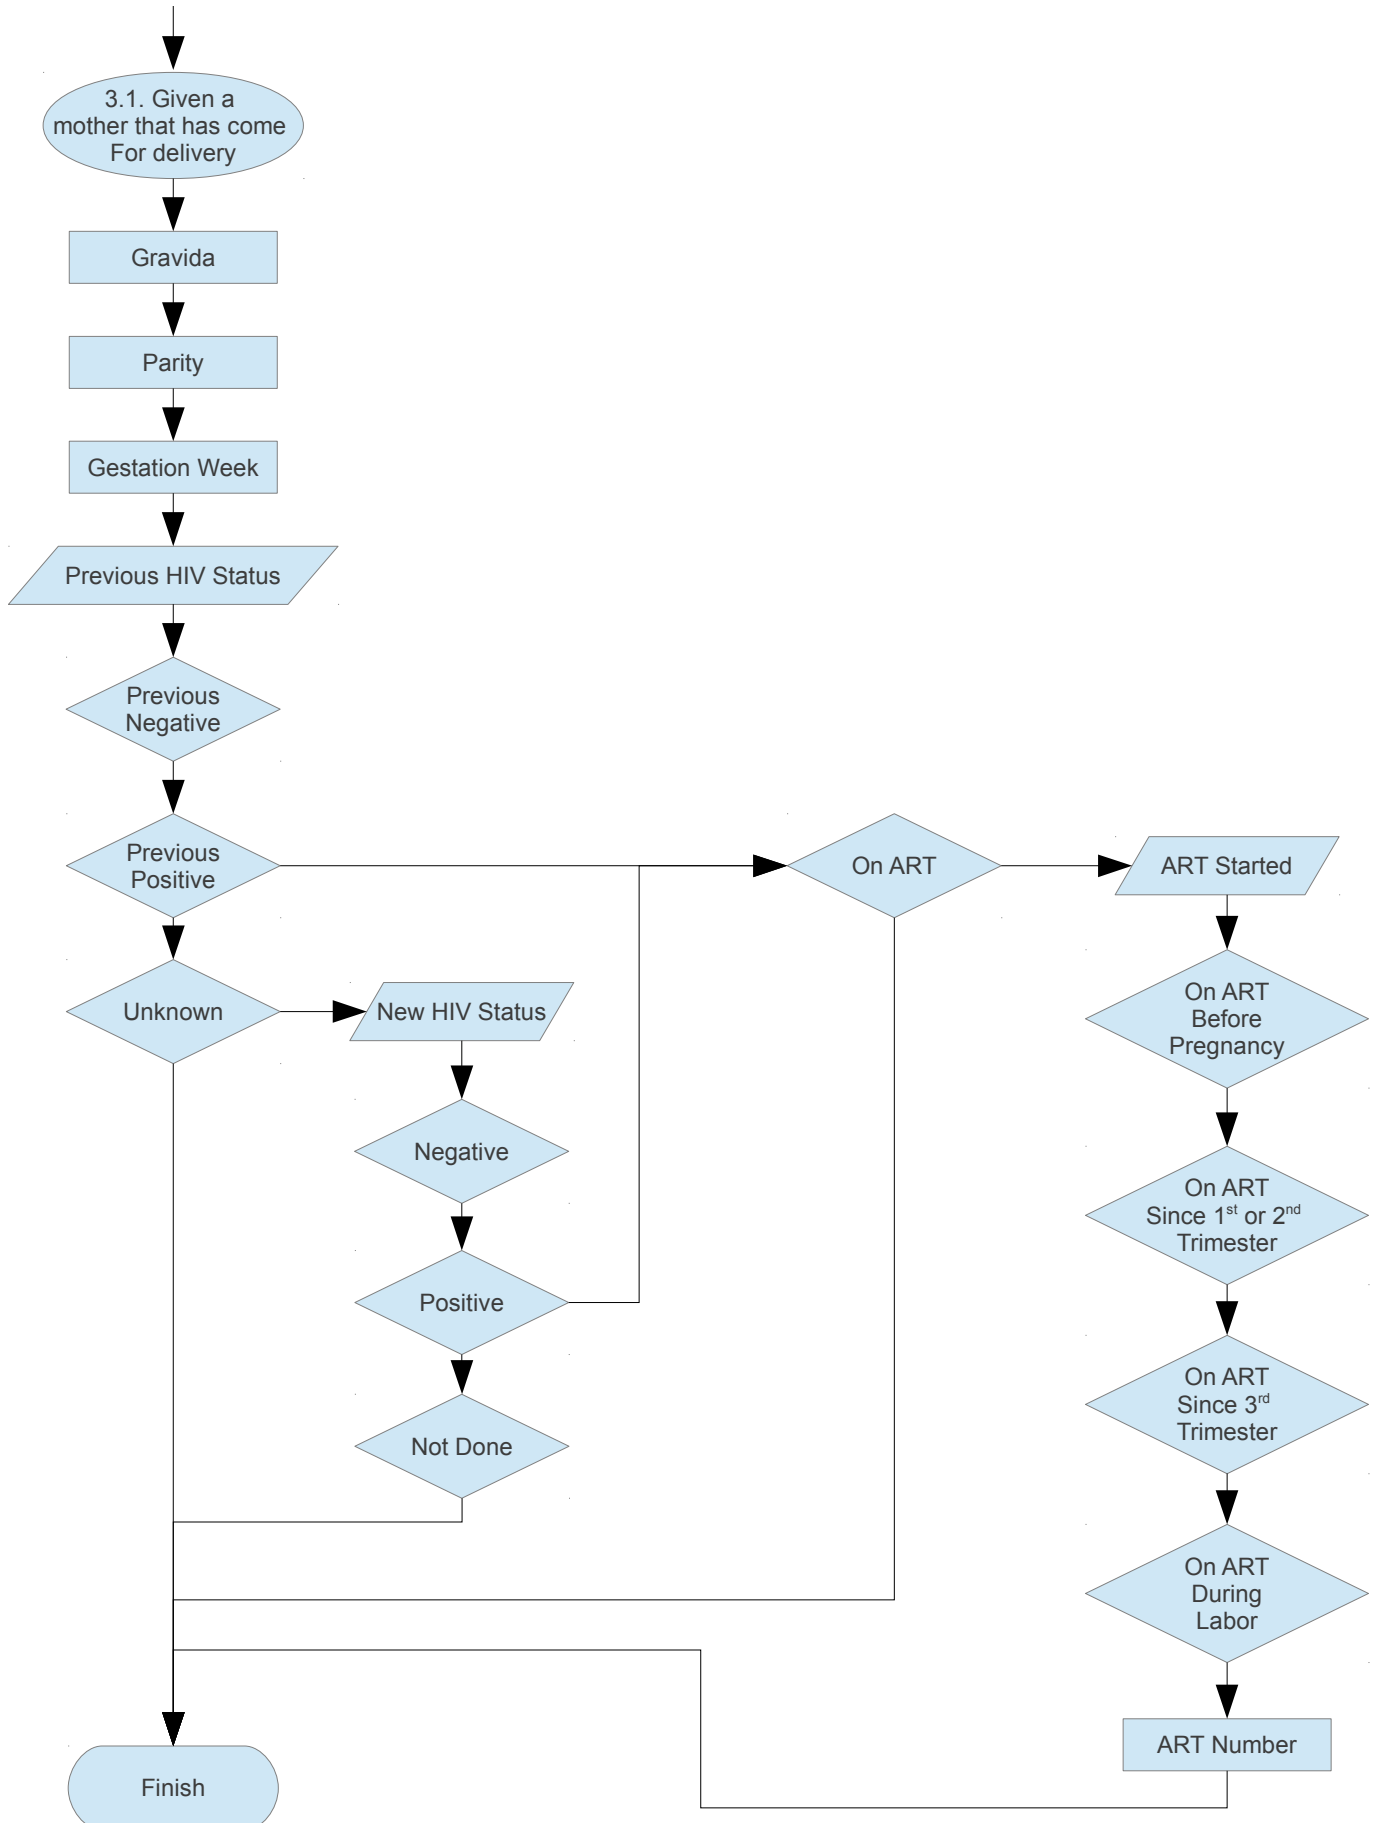 3.1. Given a
mother that has come
For delivery
Gravida
Parity
Gestation Week
Previous HIV Status
Previous
Negative
Previous
Positive
Unknown
New HIV Status
Negative
Positive
Not Done
On ART
ART Started
On ART
Before
Pregnancy
On ART
Since 1st or 2nd
Trimester
On ART
Since 3rd
Trimester
On ART
During
Labor
ART Number
Finish